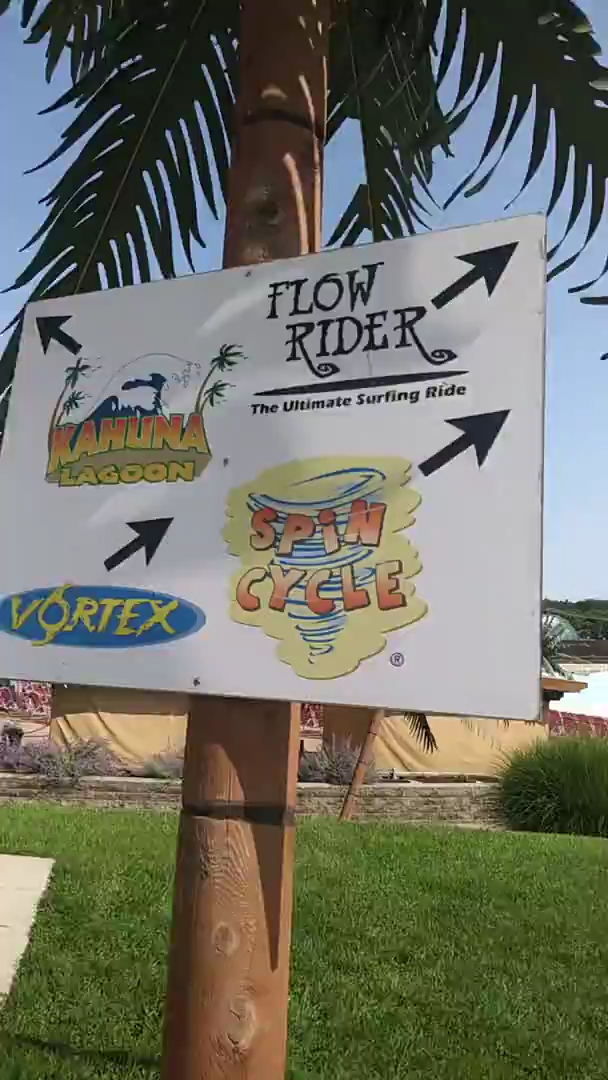 FLOW
RIDER
The Ultimate Surfing Ride
KAHUNA
LAGOON
SPiN
CYCLE
®
VORTEX